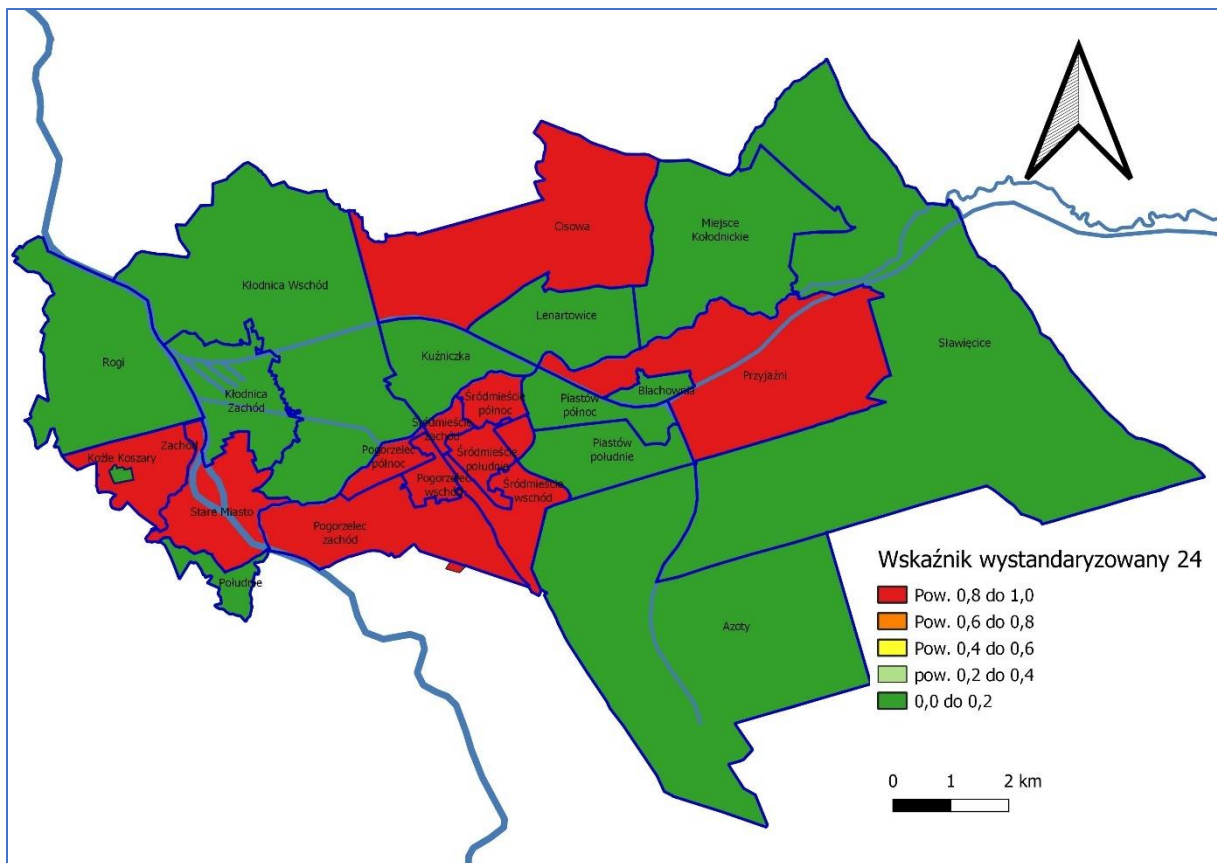 Cisowa
Miejsce
Kołodnickie
Kłodnica Wschód
Lenartowice
Sławięcice
Rogi
Kuźniczka
Przyjaźni
Blachownia
Kłodnica
Zachód
Śródmieście
północ
Piastów
północ
Śródmieście
zachód
Zachód
Koźle Koszary
Pogorzelec
północ
Śródmieście
południe
Piastów
południe
Pogorzelec
wschód
Śródmieście
wschód
Stare Miasto
Pogorzelec
zachód
Południe
Azoty
Wskaźnik wystandaryzowany 24
Pow. 0,8 do 1,0
Pow. 0,6 do 0,8
Pow. 0,4 do 0,6
pow. 0,2 do 0,4
0,0 do 0,2
0 1 2 km